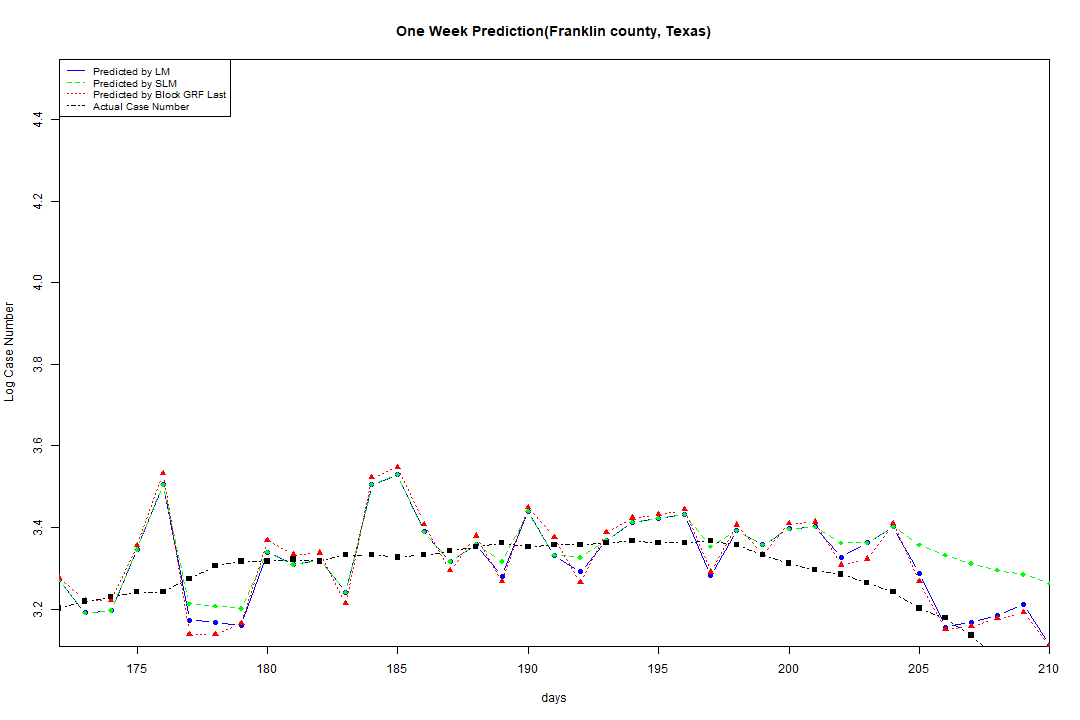 One Week Prediction(Franklin county, Texas)
Predicted by LM
Predicted by SLM
Predicted by Block GRF Last
Actual Case Number
Log Case Number
4.4
4.2
4.0
3.8
3.6
3.4
3.2
175 180 185 190 195 200 205 210
days